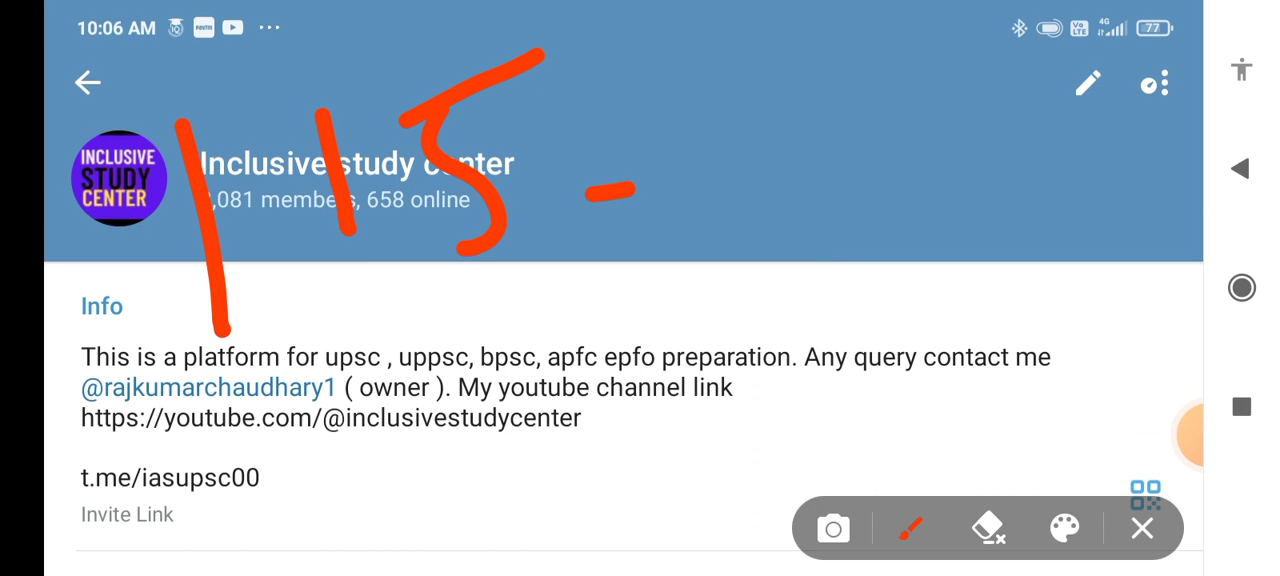 10:06 AM
4G
77
INCLUSIVE
STUDY
CENTER
Inclusive study center
,081 members, 658 online
115 -
Info
This is a platform for upsc , uppsc, bpsc, apfc epfo preparation. Any query contact me
@rajkumarchaudhary1 ( owner ). My youtube channel link
https://youtube.com/@inclusivestudycenter
t.me/iasupsc00
Invite Link